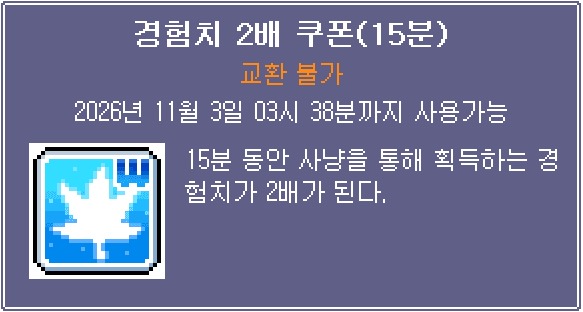 경험치 2배 쿠폰(15분)
교환 불가
2026년 11월 3일 03시 38분까지 사용가능
15분 동안 사냥을 통해 획득하는 경
험치가 2배가 된다.